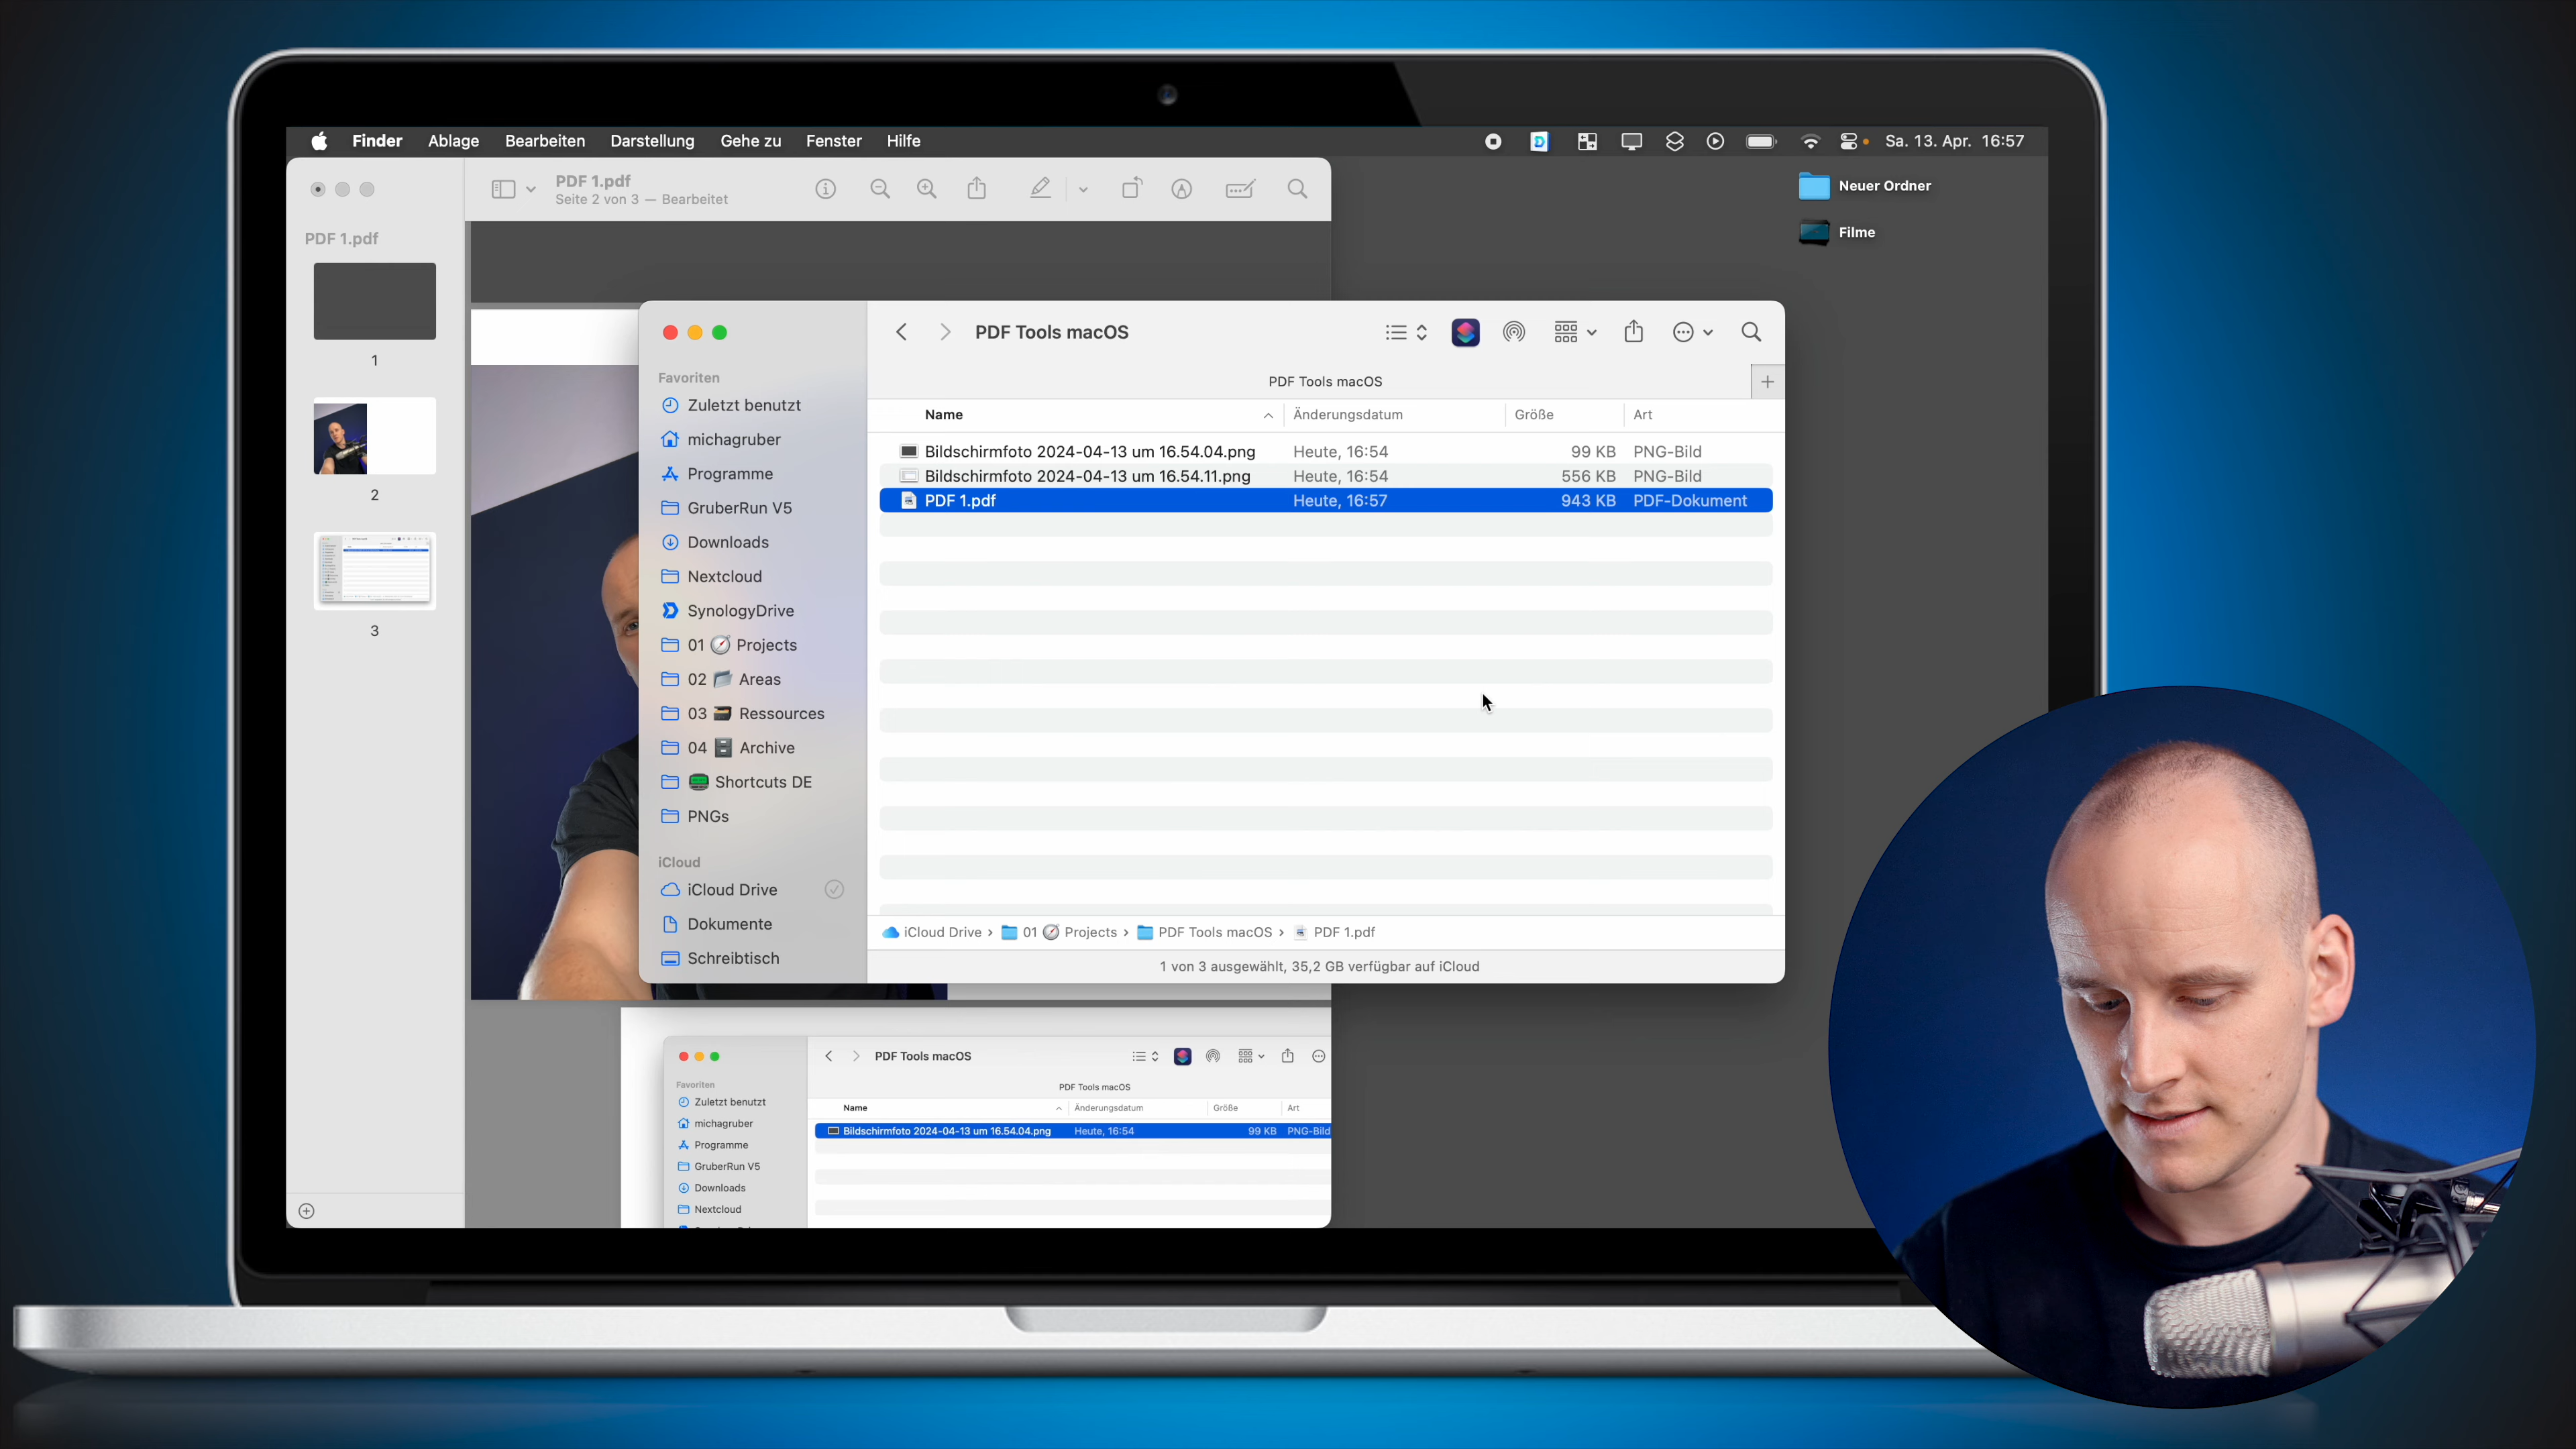 Finder Ablage Bearbeiten Darstellung Gehe zu Fenster Hilfe Sa. 13. Apr. 16:57
Neuer Ordner
Filme
PDF 1.pdf
Seite 2 von 3 — Bearbeitet
PDF 1.pdf
1
2
3
PDF Tools macOS
PDF Tools macOS
Favoriten
Zuletzt benutzt
michagruber
Programme
GruberRun V5
Downloads
Nextcloud
SynologyDrive
01 🧭 Projects
02 📂 Areas
03 🗃️ Ressources
04 🗄️ Archive
📟 Shortcuts DE
PNGs
iCloud
iCloud Drive
Dokumente
Schreibtisch
Name Änderungsdatum Größe Art
Bildschirmfoto 2024-04-13 um 16.54.04.png Heute, 16:54 99 KB PNG-Bild
Bildschirmfoto 2024-04-13 um 16.54.11.png Heute, 16:54 556 KB PNG-Bild
PDF 1.pdf Heute, 16:57 943 KB PDF-Dokument
iCloud Drive › 01 🧭 Projects › PDF Tools macOS › PDF 1.pdf
1 von 3 ausgewählt, 35,2 GB verfügbar auf iCloud
PDF Tools macOS
PDF Tools macOS
Favoriten
Zuletzt benutzt
michagruber
Programme
GruberRun V5
Downloads
Nextcloud
Name Änderungsdatum Größe Art
Bildschirmfoto 2024-04-13 um 16.54.04.png Heute, 16:54 99 KB PNG-Bild